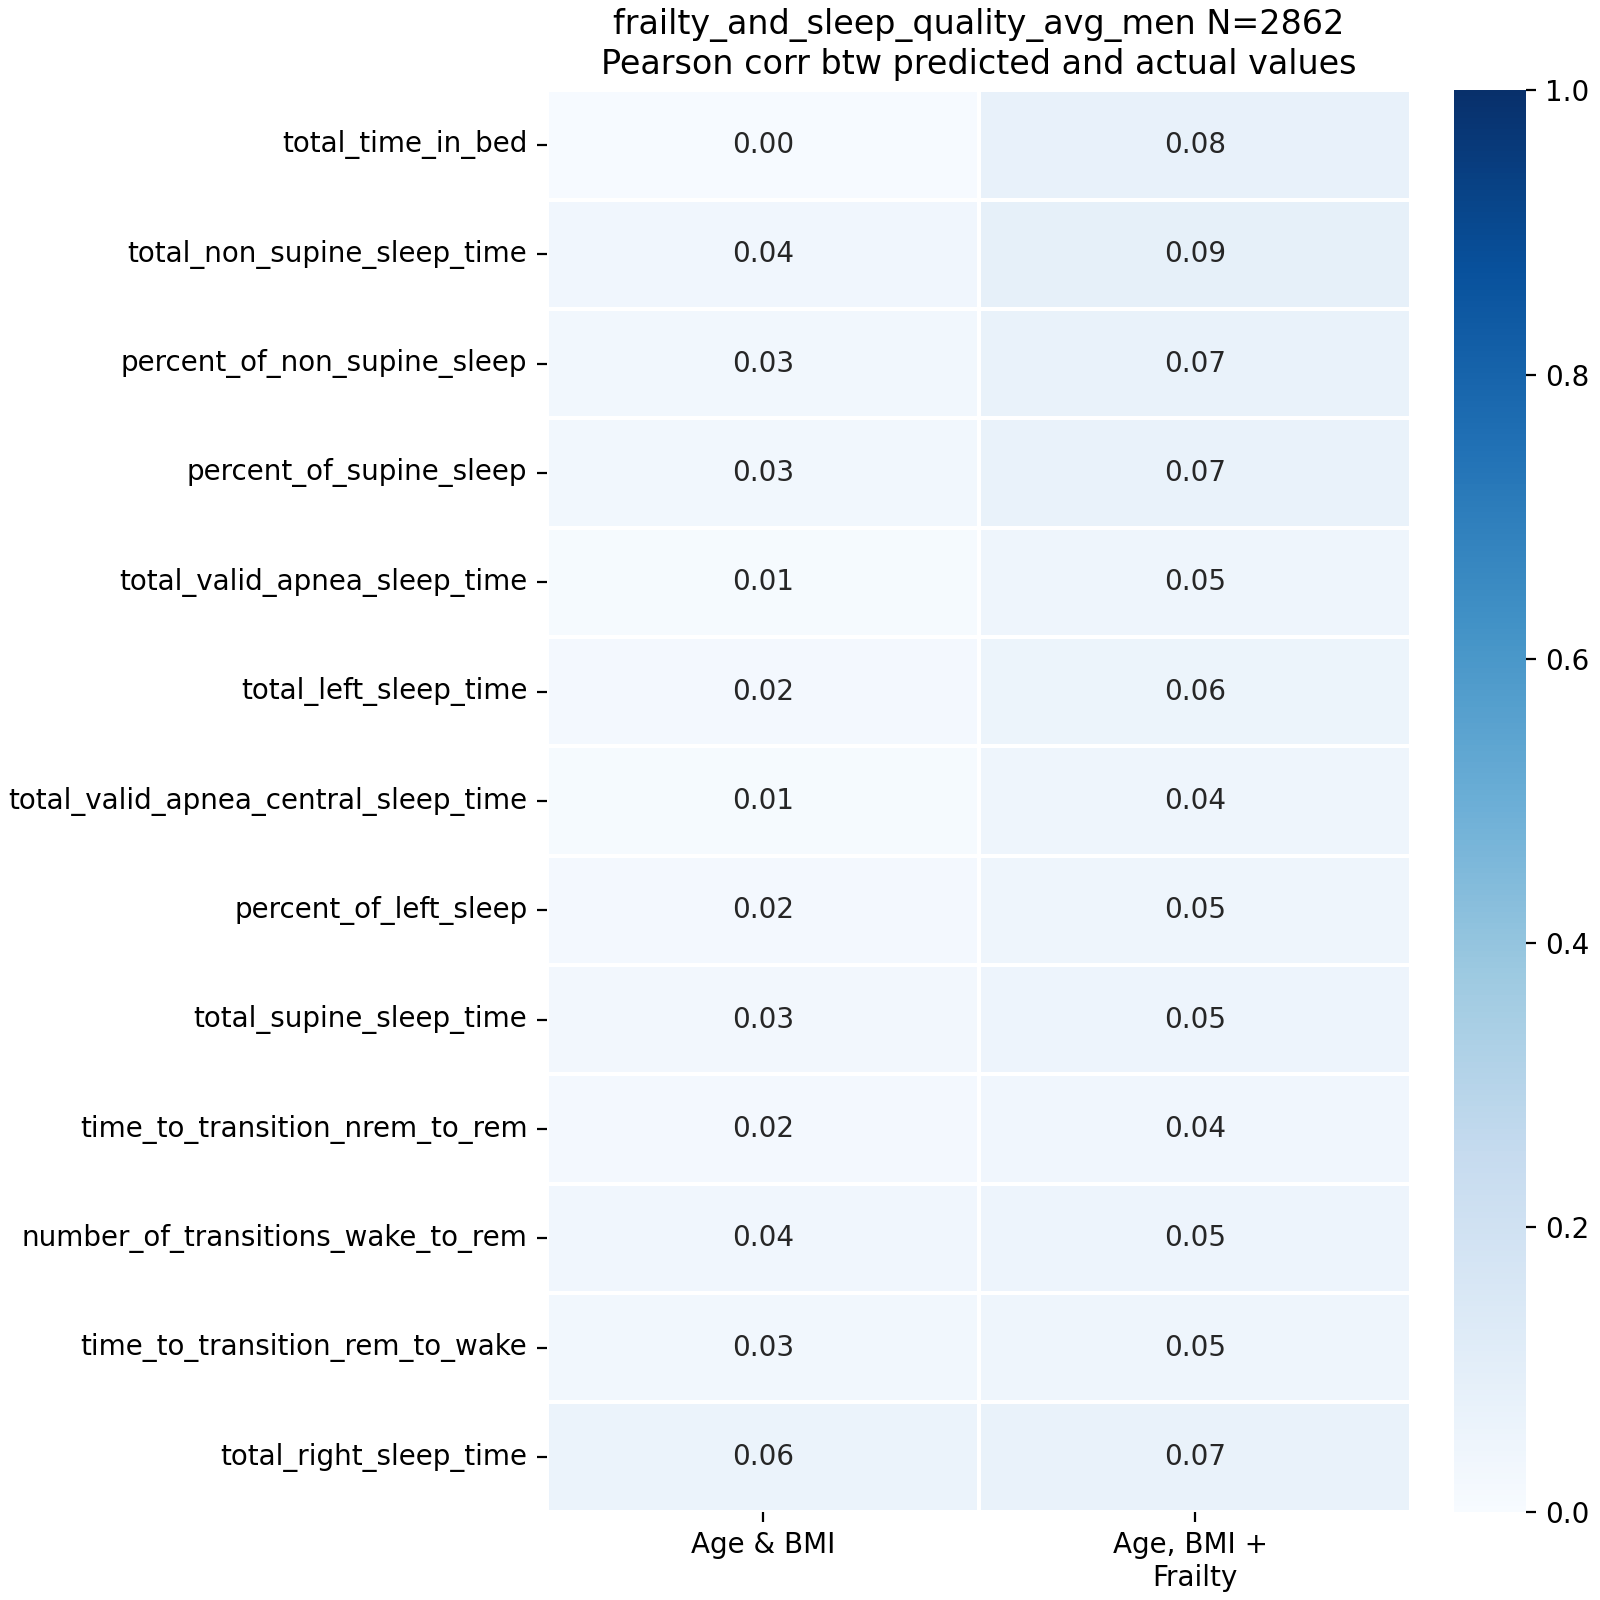 frailty_and_sleep_quality_avg_men N=2862
Pearson corr btw predicted and actual values
total_time_in_bed 0.00 0.08
total_non_supine_sleep_time 0.04 0.09
percent_of_non_supine_sleep 0.03 0.07
percent_of_supine_sleep 0.03 0.07
total_valid_apnea_sleep_time 0.01 0.05
total_left_sleep_time 0.02 0.06
total_valid_apnea_central_sleep_time 0.01 0.04
percent_of_left_sleep 0.02 0.05
total_supine_sleep_time 0.03 0.05
time_to_transition_nrem_to_rem 0.02 0.04
number_of_transitions_wake_to_rem 0.04 0.05
time_to_transition_rem_to_wake 0.03 0.05
total_right_sleep_time 0.06 0.07
Age & BMI
Age, BMI +
Frailty
1.0
0.8
0.6
0.4
0.2
0.0